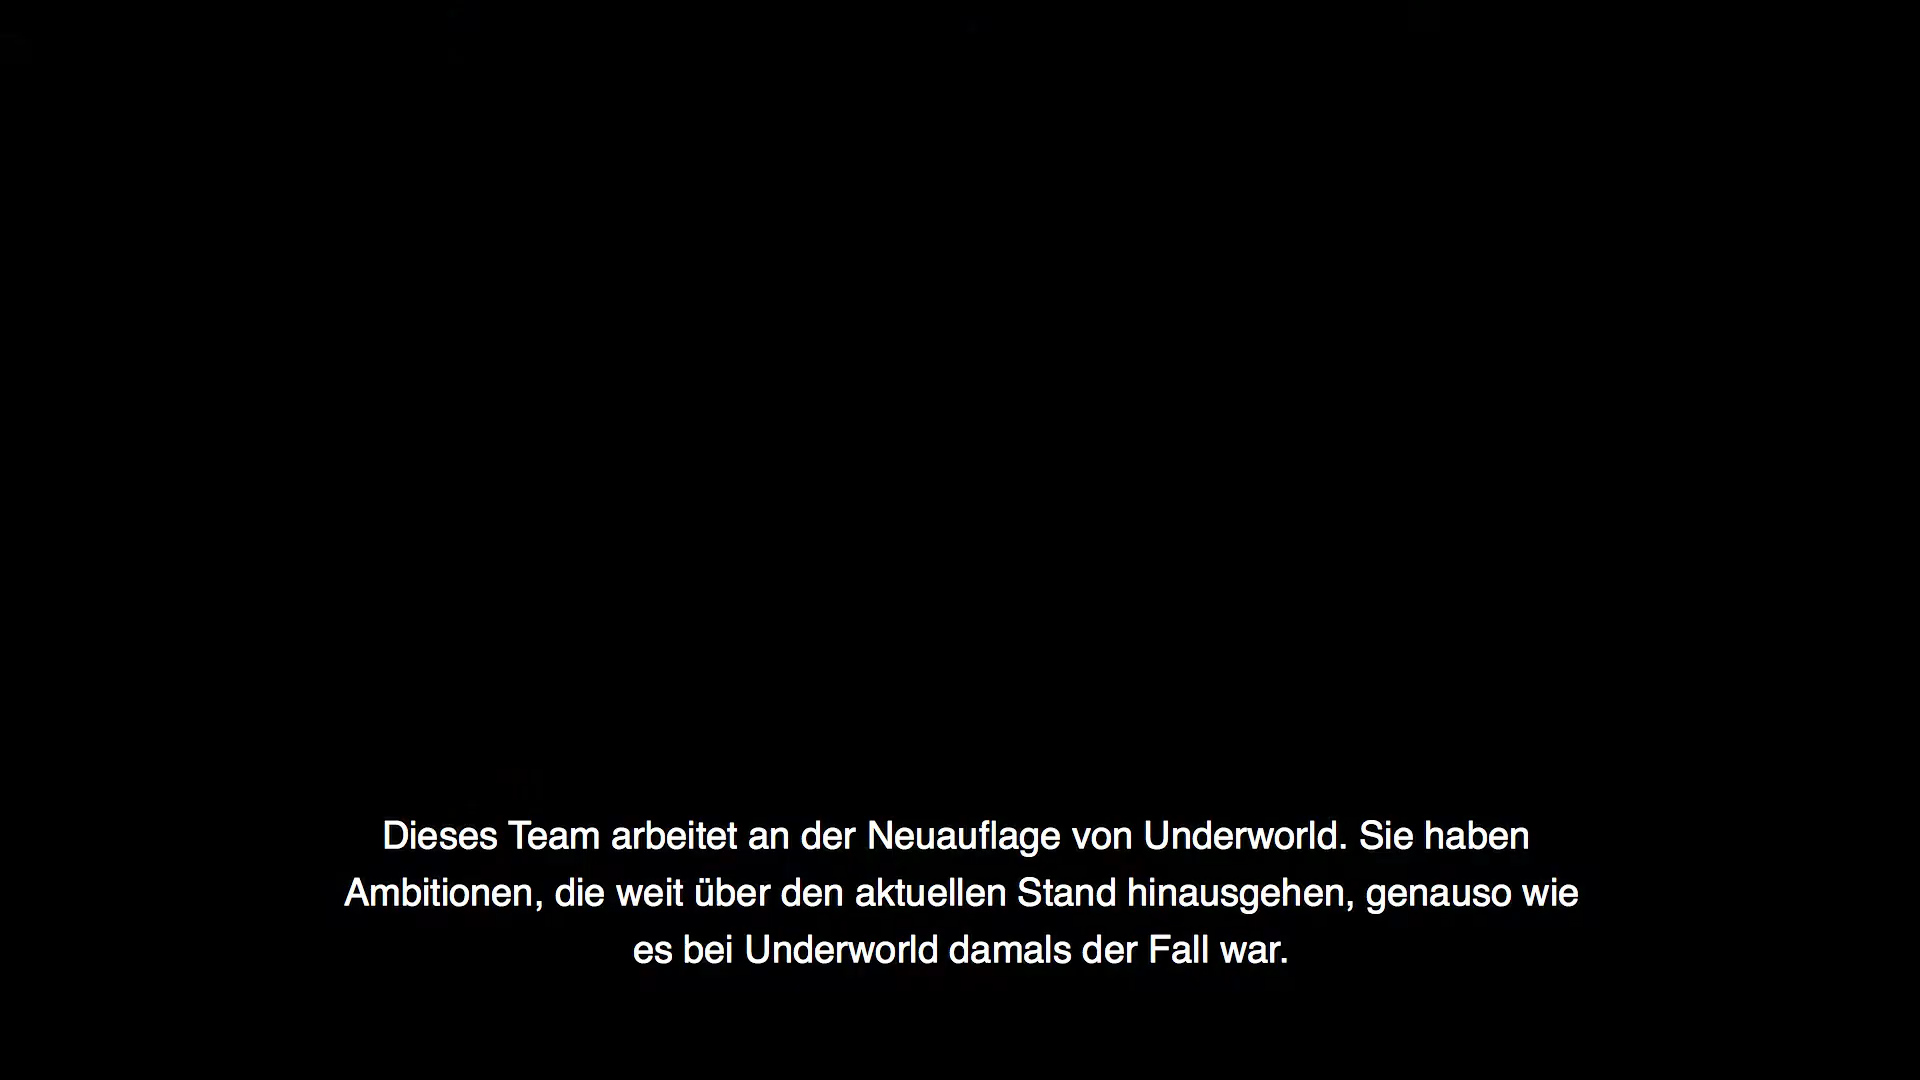 Dieses Team arbeitet an der Neuauflage von Underworld. Sie haben
Ambitionen, die weit über den aktuellen Stand hinausgehen, genauso wie
es bei Underworld damals der Fall war.